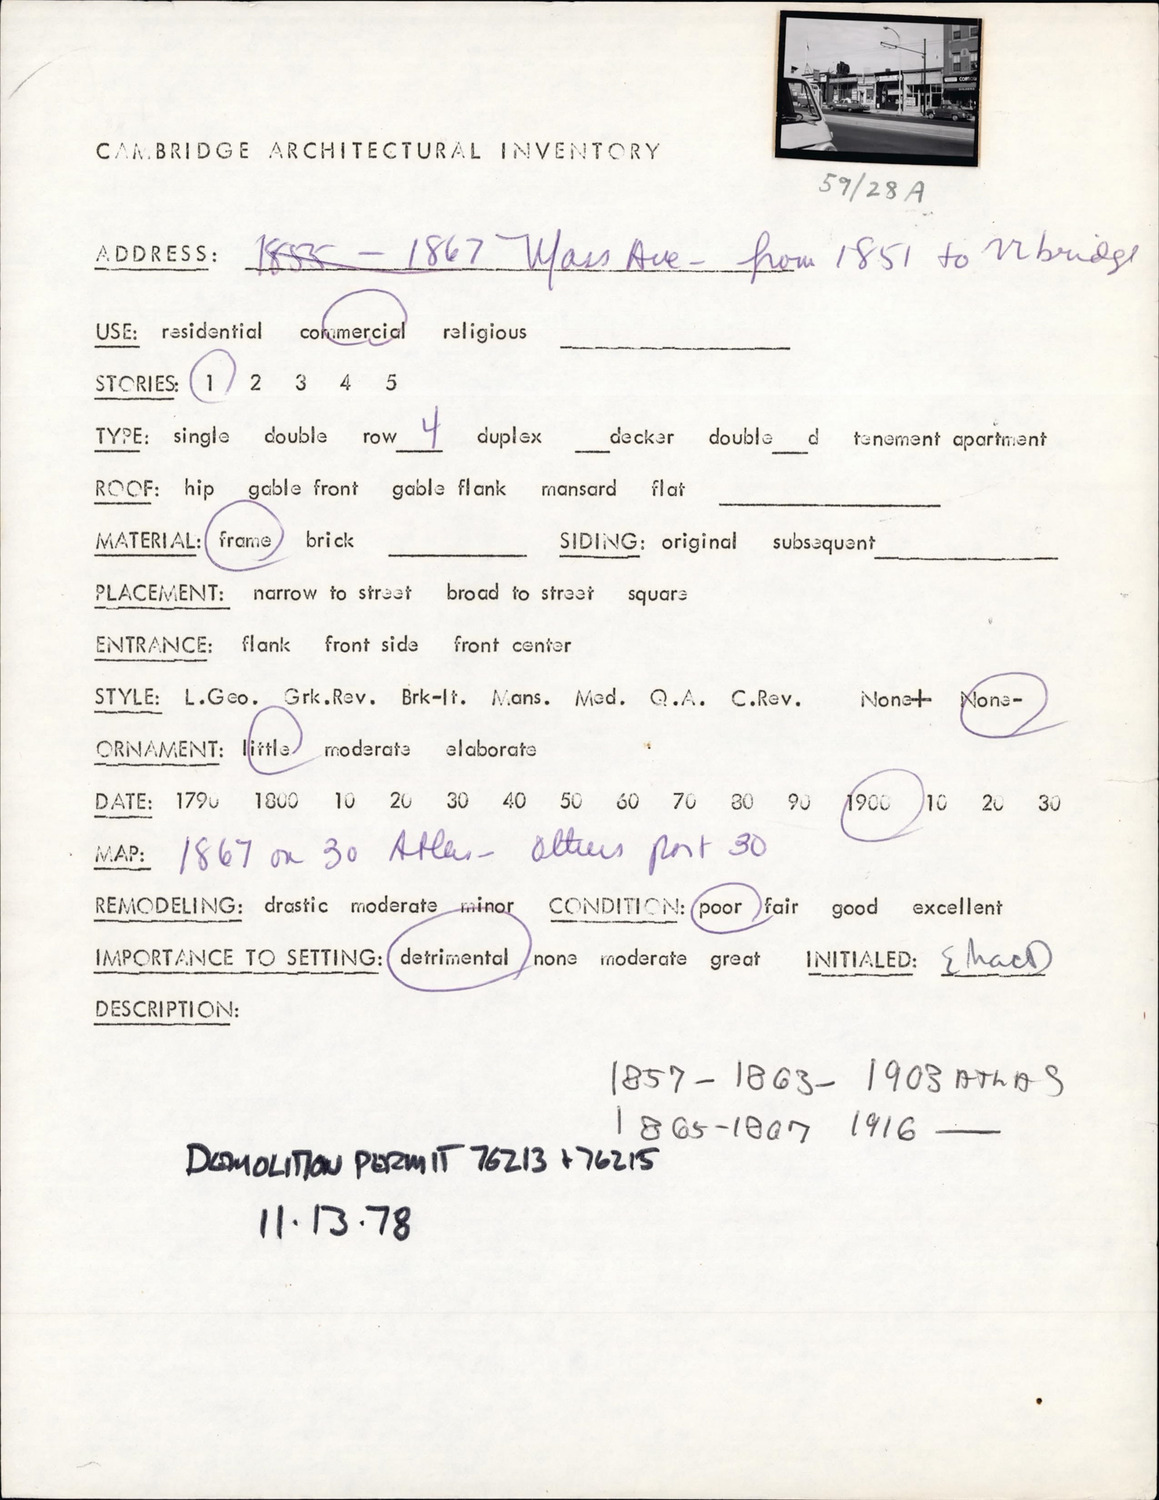 59/28A
CAMBRIDGE ARCHITECTURAL INVENTORY
ADDRESS: 1855 – 1867 Mass Ave – from 1851 to Uxbridge
USE: residential commercial religious
STORIES: 1 2 3 4 5
TYPE: single double row 4 duplex __decker double__d tenement apartment
ROOF: hip gable front gable flank mansard flat
MATERIAL: frame brick SIDING: original subsequent
PLACEMENT: narrow to street broad to street square
ENTRANCE: flank front side front center
STYLE: L.Geo. Grk.Rev. Brk-It. Mans. Med. Q.A. C.Rev. None+ None-
ORNAMENT: little moderate elaborate
DATE: 1790 1800 10 20 30 40 50 60 70 80 90 1900 10 20 30
MAP: 1867 on 30 Atlas – others post 30
REMODELING: drastic moderate minor CONDITION: poor fair good excellent
IMPORTANCE TO SETTING: detrimental none moderate great INITIALED: EMacD
DESCRIPTION:
1857 – 1863 – 1903 ATLAS
1865-1867 1916 —
DEMOLITION PERMIT 76213 + 76215
11·13·78